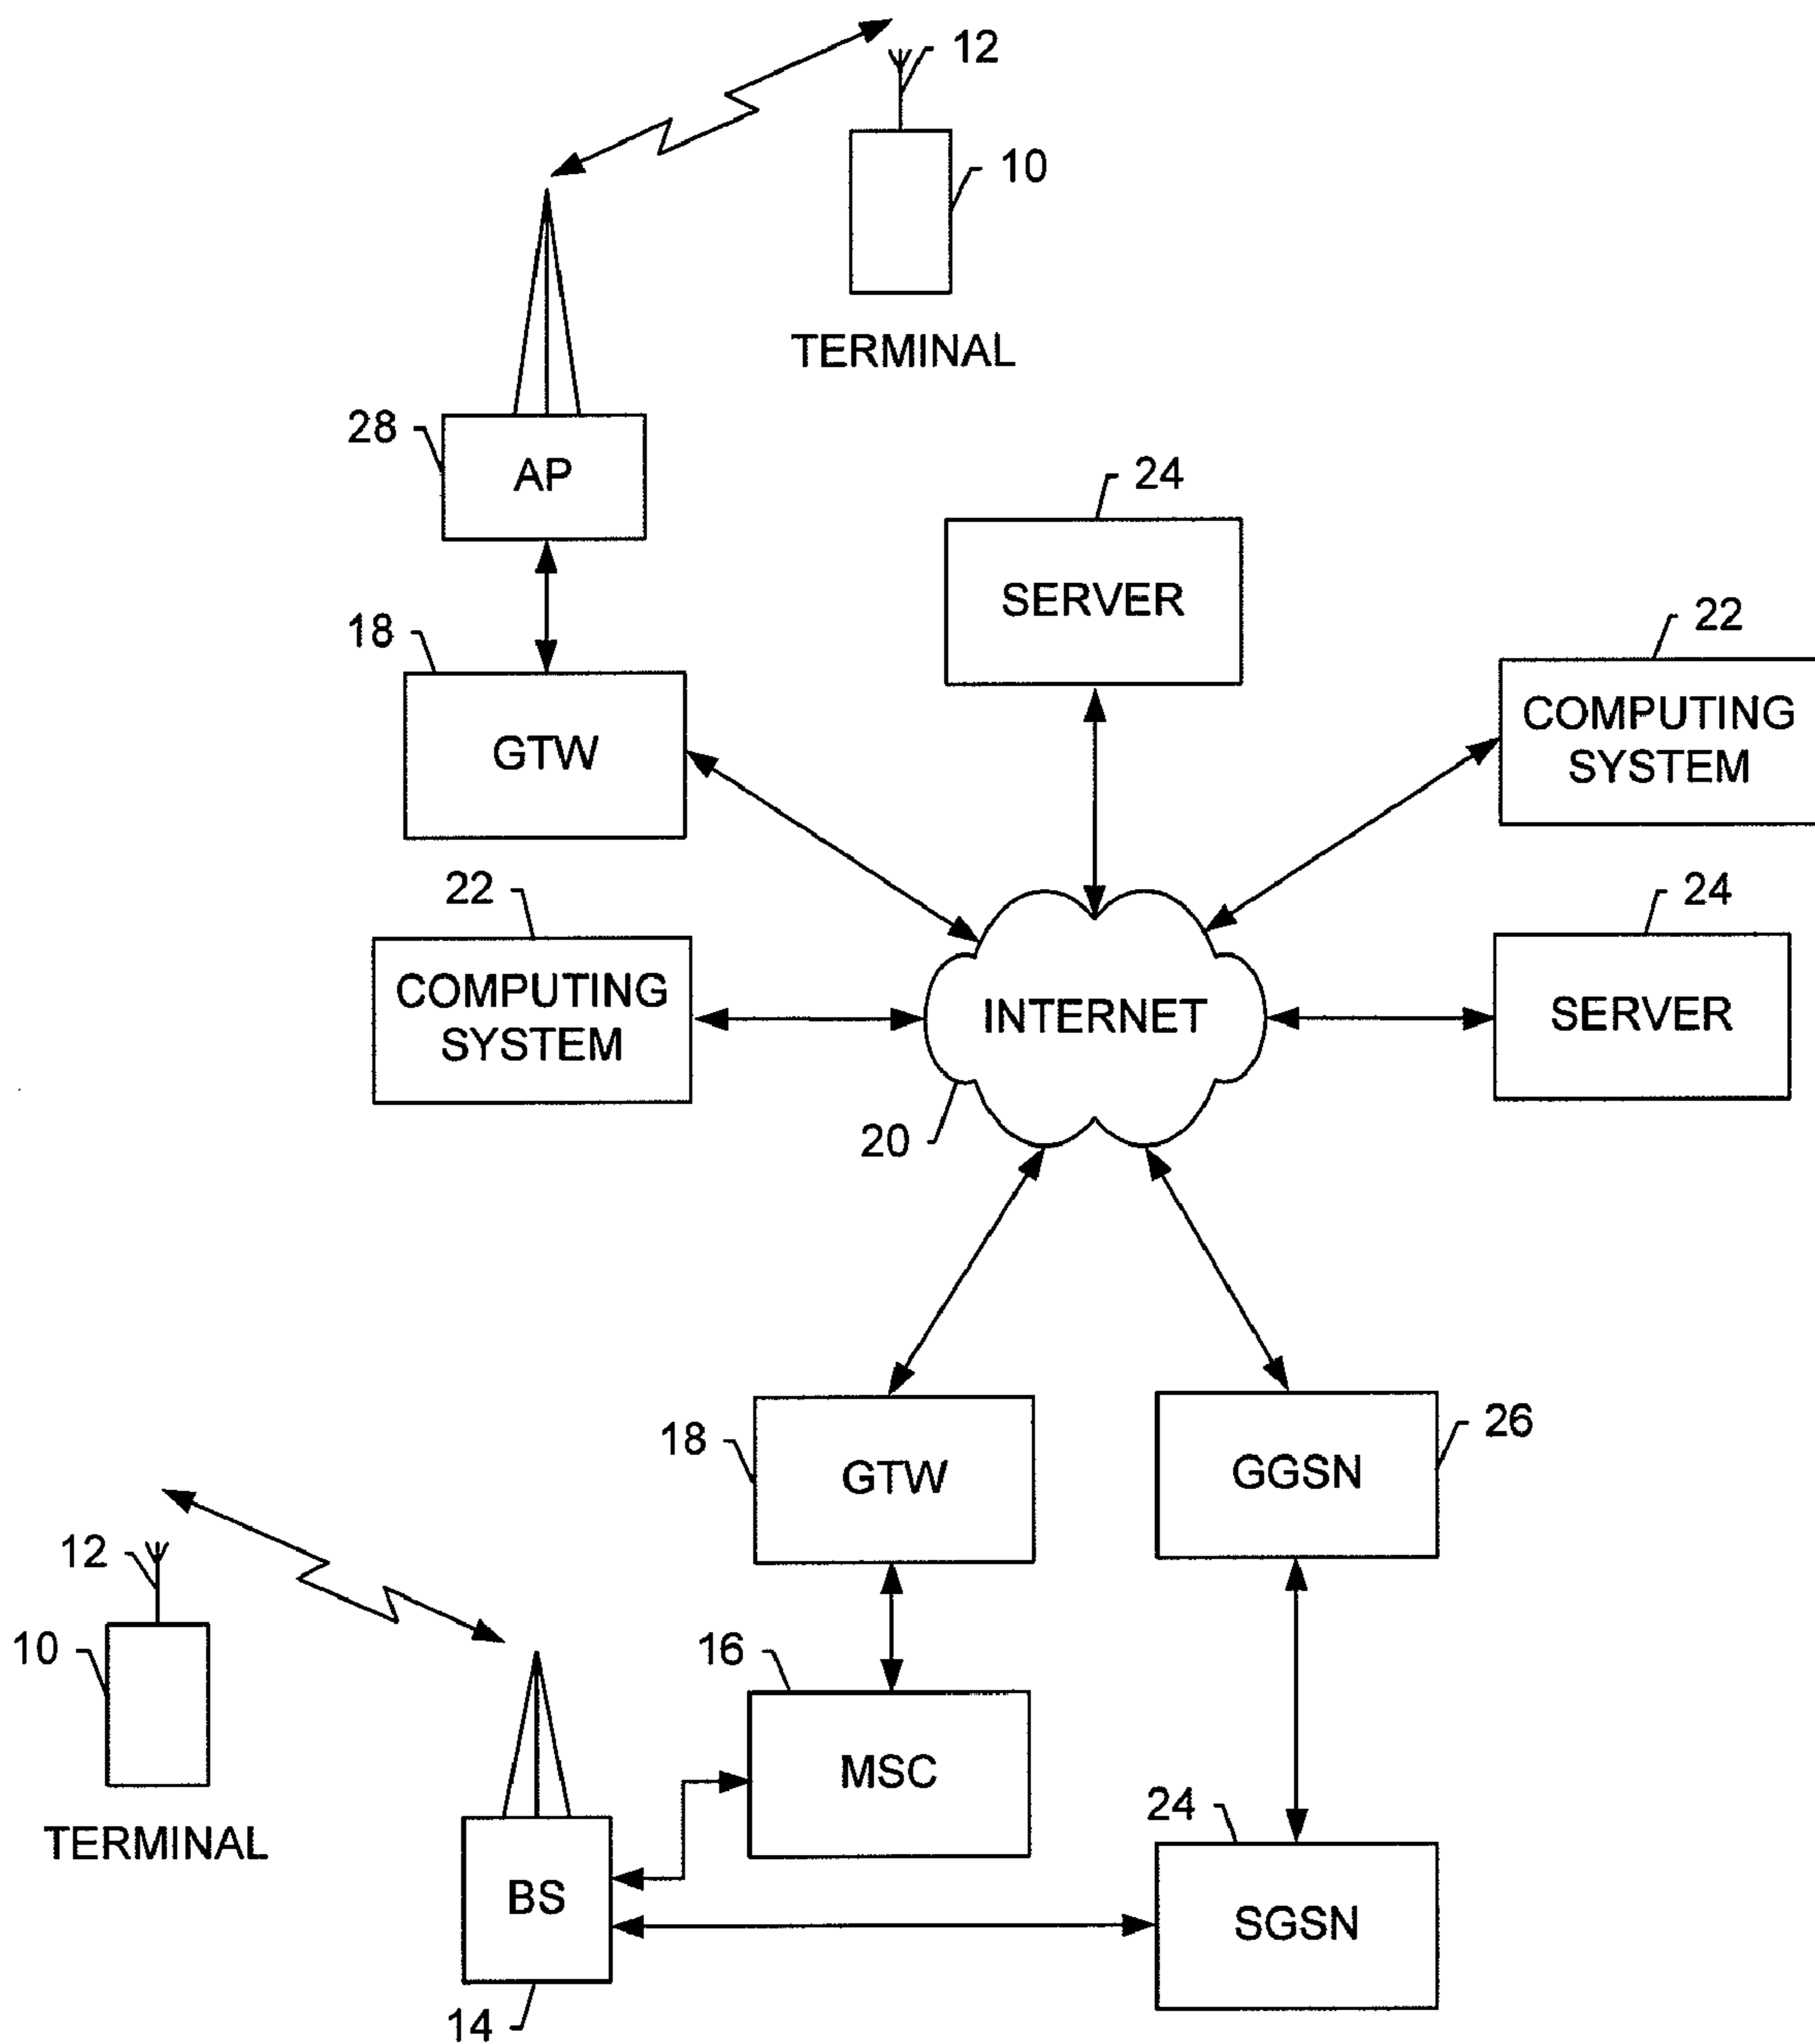 12
10
TERMINAL
28
AP
24
SERVER
18
GTW
22
COMPUTING
SYSTEM
22
COMPUTING
SYSTEM
24
SERVER
INTERNET
20
18
GTW
26
GGSN
12
10
TERMINAL
16
MSC
24
SGSN
BS
14